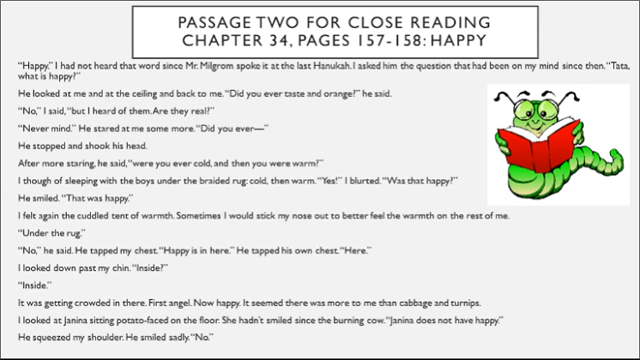 PASSAGE TWO FOR CLOSE READING
CHAPTER 34, PAGES 157-158: HAPPY
"Happy." I had not heard that word since Mr. Milgrom spoke it at the last Hanukah. I asked him the question that had been on my mind since then. "Tata,
what is happy?"
He looked at me and at the ceiling and back to me. "Did you ever taste and orange?" he said.
"No," I said, "but I heard of them. Are they real?"
"Never mind." He stared at me some more. "Did you ever—"
He stopped and shook his head.
After more staring, he said, "were you ever cold, and then you were warm?"
I though of sleeping with the boys under the braided rug: cold, then warm. "Yes!" I blurted. "Was that happy?"
He smiled. "That was happy."
I felt again the cuddled tent of warmth. Sometimes I would stick my nose out to better feel the warmth on the rest of me.
"Under the rug."
"No," he said. He tapped my chest. "Happy is in here." He tapped his own chest. "Here."
I looked down past my chin. "Inside?"
"Inside."
It was getting crowded in there. First angel. Now happy. It seemed there was more to me than cabbage and turnips.
I looked at Janina sitting potato-faced on the floor. She hadn't smiled since the burning cow. "Janina does not have happy."
He squeezed my shoulder. He smiled sadly. "No."